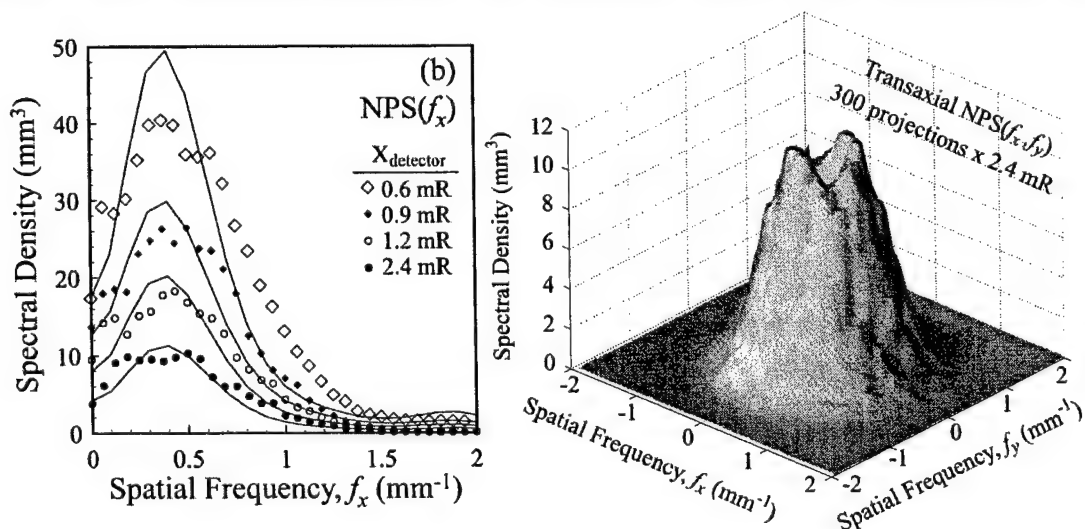 50
40
30
20
10
0
Spectral Density (mm³)
(b)
NPS(fₓ)
X_detector
◇ 0.6 mR
◆ 0.9 mR
○ 1.2 mR
● 2.4 mR
0 0.5 1 1.5 2
Spatial Frequency, fₓ (mm⁻¹)
Transaxial NPS(fₓ,f_y)
300 projections x 2.4 mR
12
10
8
6
4
2
0
Spectral Density (mm³)
-2 -1 0 1 2
Spatial Frequency, fₓ (mm⁻¹)
-2 -1 0 1 2
Spatial Frequency, f_y (mm⁻¹)